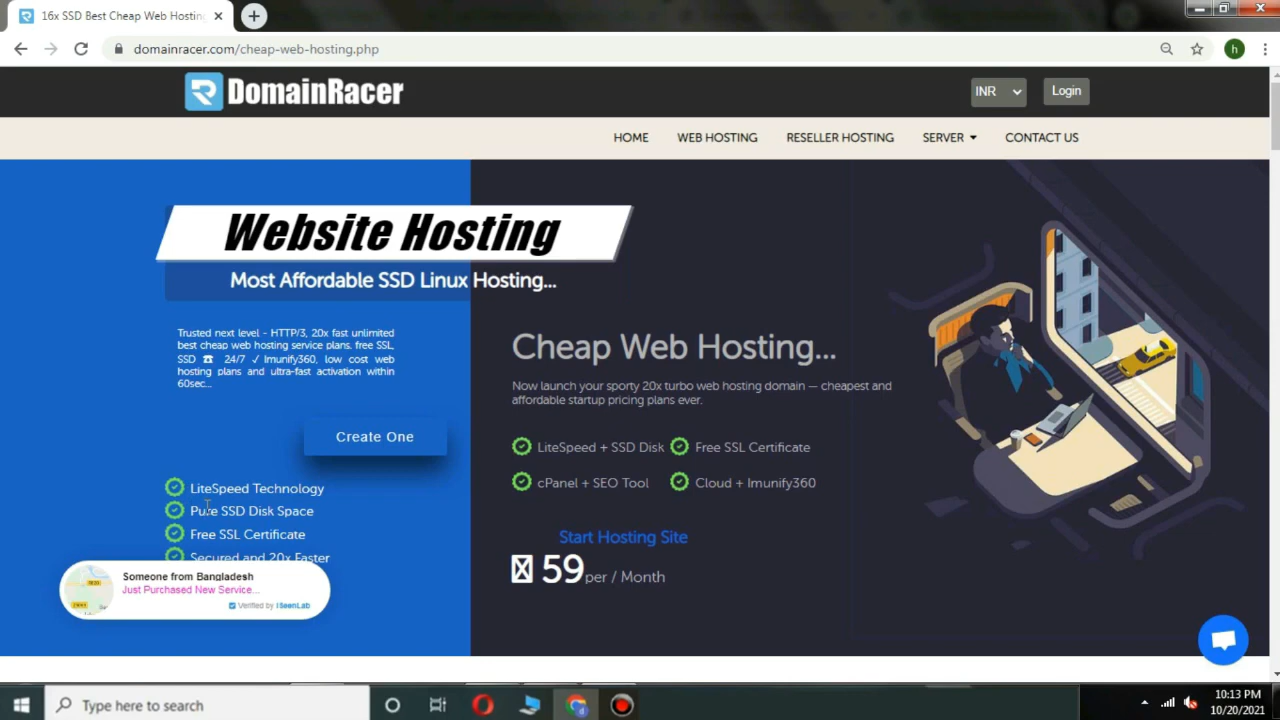 16x SSD Best Cheap Web Hosting
domainracer.com/cheap-web-hosting.php
h
DomainRacer
INR
Login
HOME WEB HOSTING RESELLER HOSTING SERVER CONTACT US
Website Hosting
Most Affordable SSD Linux Hosting...
Trusted next level - HTTP/3, 20x fast unlimited
best cheap web hosting service plans. free SSL,
SSD ☎ 24/7 ✓ Imunify360, low cost web
hosting plans and ultra-fast activation within
60sec...
Create One
LiteSpeed Technology
Pure SSD Disk Space
Free SSL Certificate
Secured and 20x Faster
Someone from Bangladesh
Just Purchased New Service...
Verified by iSeenLab
Cheap Web Hosting...
Now launch your sporty 20x turbo web hosting domain — cheapest and
affordable startup pricing plans ever.
LiteSpeed + SSD Disk Free SSL Certificate
cPanel + SEO Tool Cloud + Imunify360
Start Hosting Site
59 per / Month
Type here to search
10:13 PM
10/20/2021